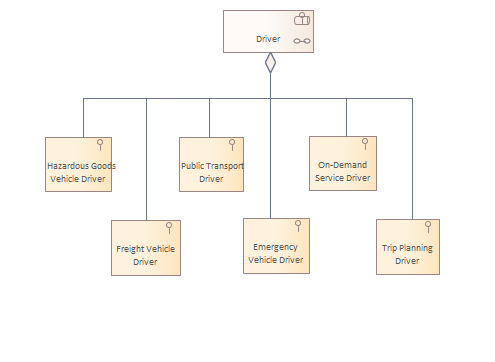 Driver
Hazardous Goods
Vehicle Driver
Public Transport
Driver
On-Demand
Service Driver
Freight Vehicle
Driver
Emergency
Vehicle Driver
Trip Planning
Driver